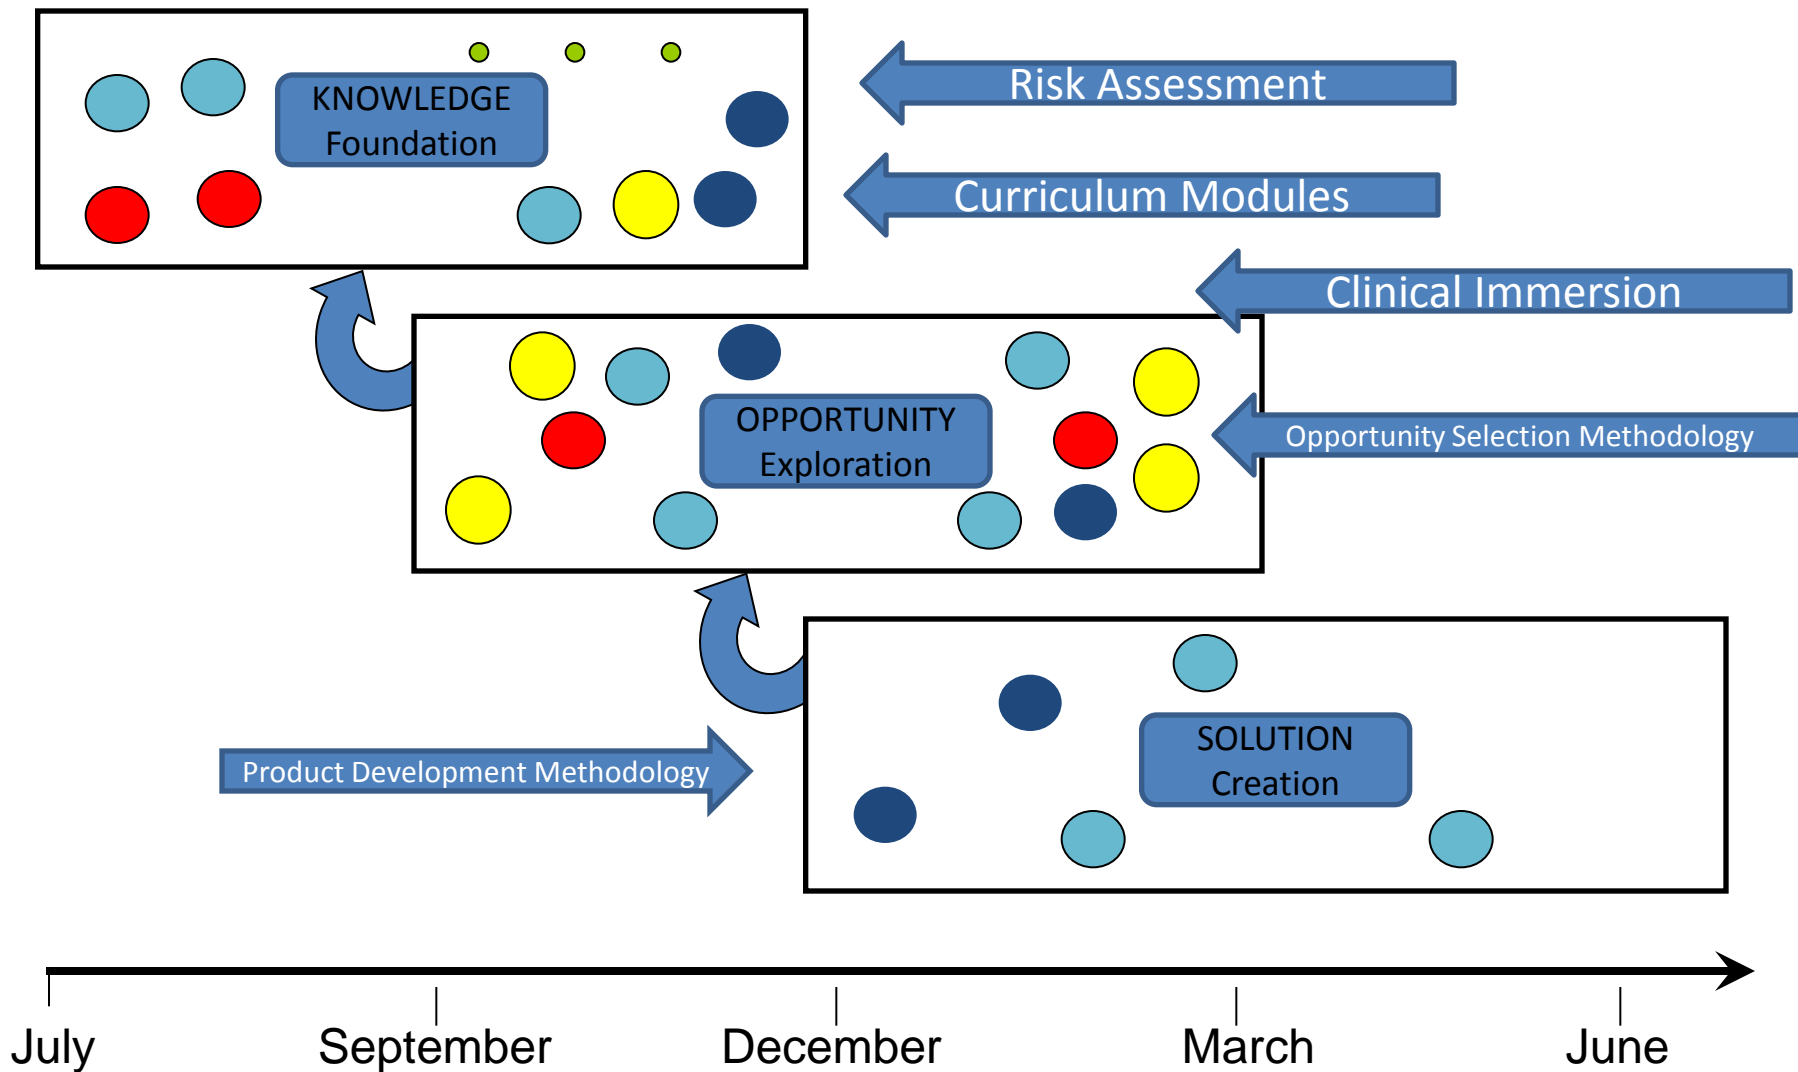 KNOWLEDGE
Foundation
Risk Assessment
Curriculum Modules
Clinical Immersion
OPPORTUNITY
Exploration
Opportunity Selection Methodology
SOLUTION
Creation
Product Development Methodology
July
September
December
March
June